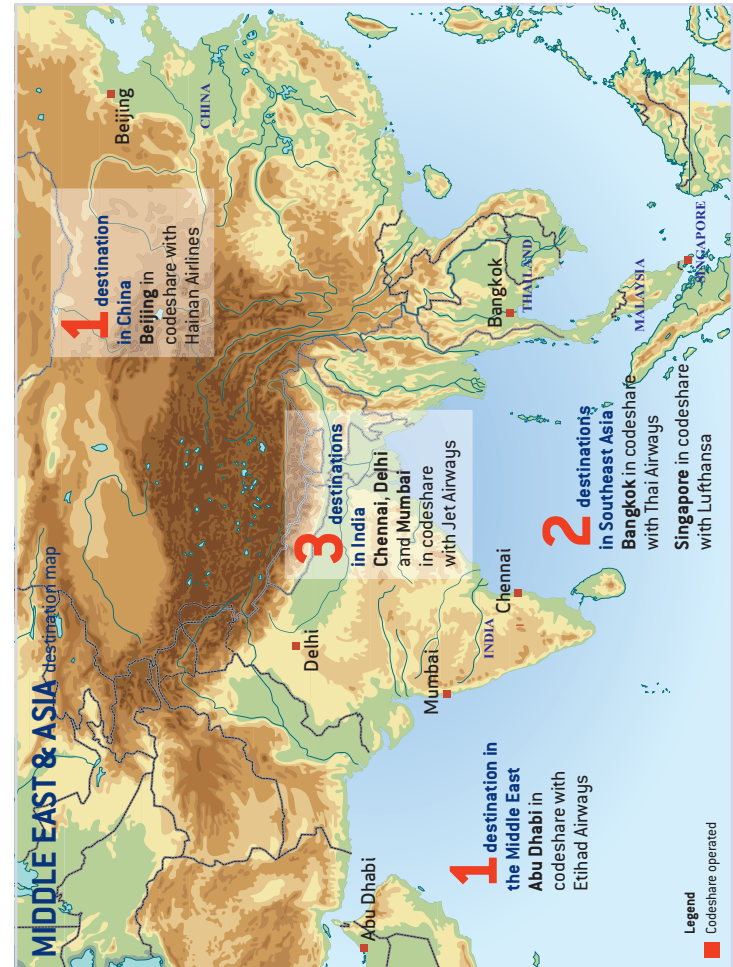 MIDDLE EAST & ASIA destination map
1 destination
in China
Beijing in
codeshare with
Hainan Airlines
Beijing
CHINA
3 destinations
in India
Chennai, Delhi
and Mumbai
in codeshare
with Jet Airways
Delhi
Mumbai
INDIA
Chennai
Bangkok
THAILAND
MALAYSIA
SINGAPORE
2 destinations
in Southeast Asia
Bangkok in codeshare
with Thai Airways
Singapore in codeshare
with Lufthansa
Abu Dhabi
1 destination in
the Middle East
Abu Dhabi in
codeshare with
Etihad Airways
Legend
Codeshare operated